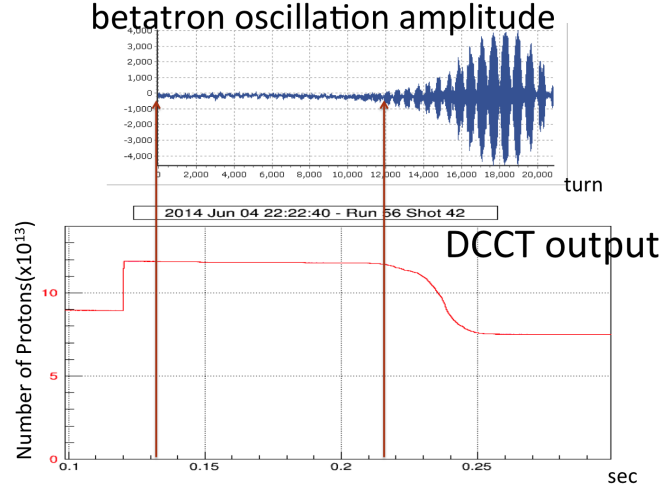 betatron oscillation amplitude
4,000
3,000
2,000
1,000
0
-1,000
-2,000
-3,000
-4,000
0 2,000 4,000 6,000 8,000 10,000 12,000 14,000 16,000 18,000 20,000
turn
2014 Jun 04 22:22:40 - Run 56 Shot 42
DCCT output
Number of Protons(x10¹³)
10
5
0
0.1 0.15 0.2 0.25
sec